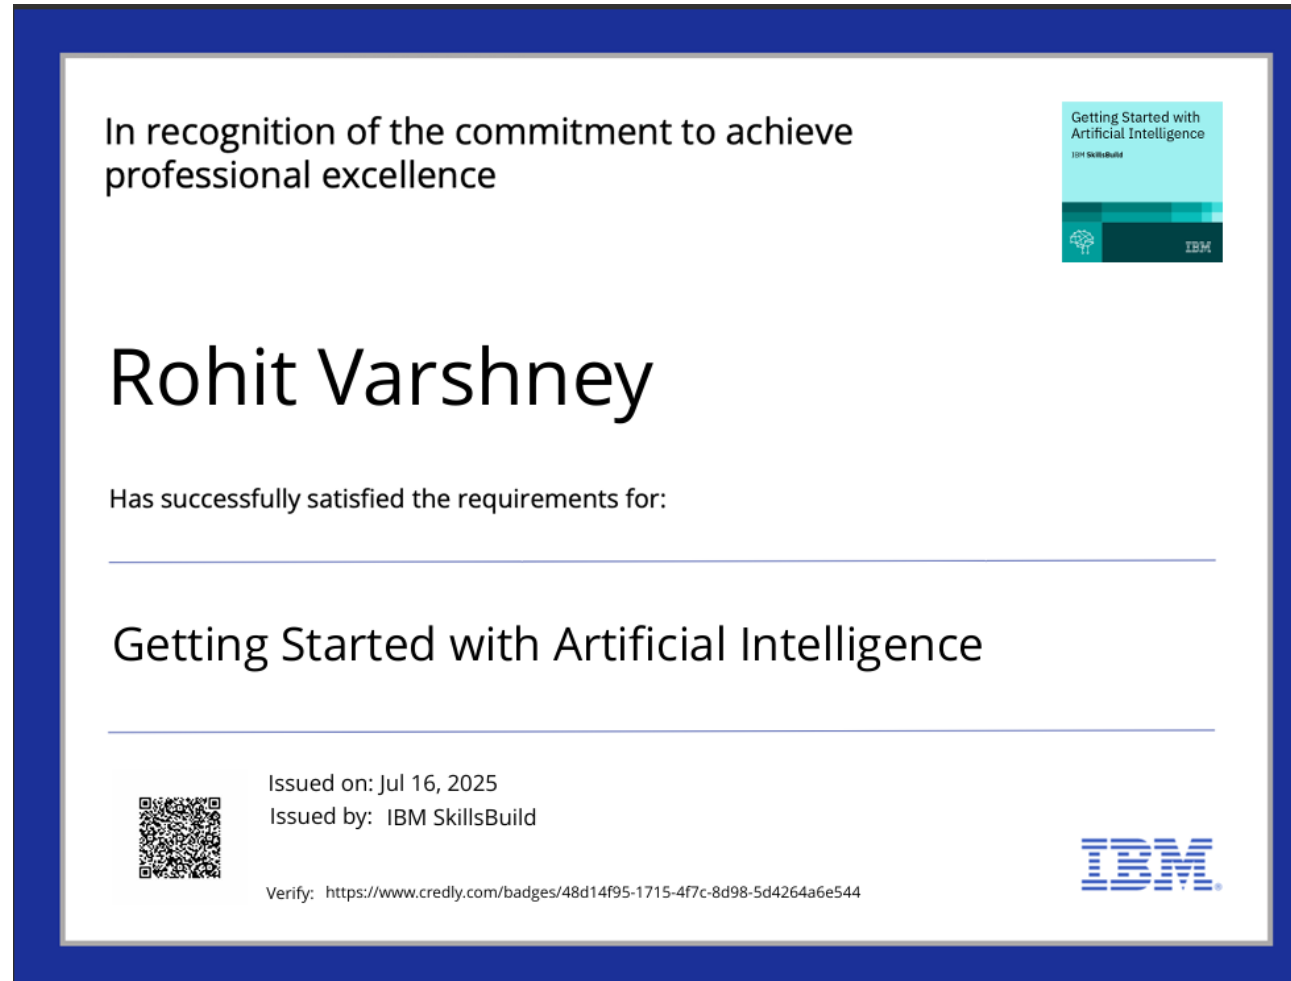 In recognition of the commitment to achieve
professional excellence
Getting Started with
Artificial Intelligence
IBM SkillsBuild
IBM
Rohit Varshney
Has successfully satisfied the requirements for:
Getting Started with Artificial Intelligence
Issued on: Jul 16, 2025
Issued by: IBM SkillsBuild
Verify: https://www.credly.com/badges/48d14f95-1715-4f7c-8d98-5d4264a6e544
IBM®